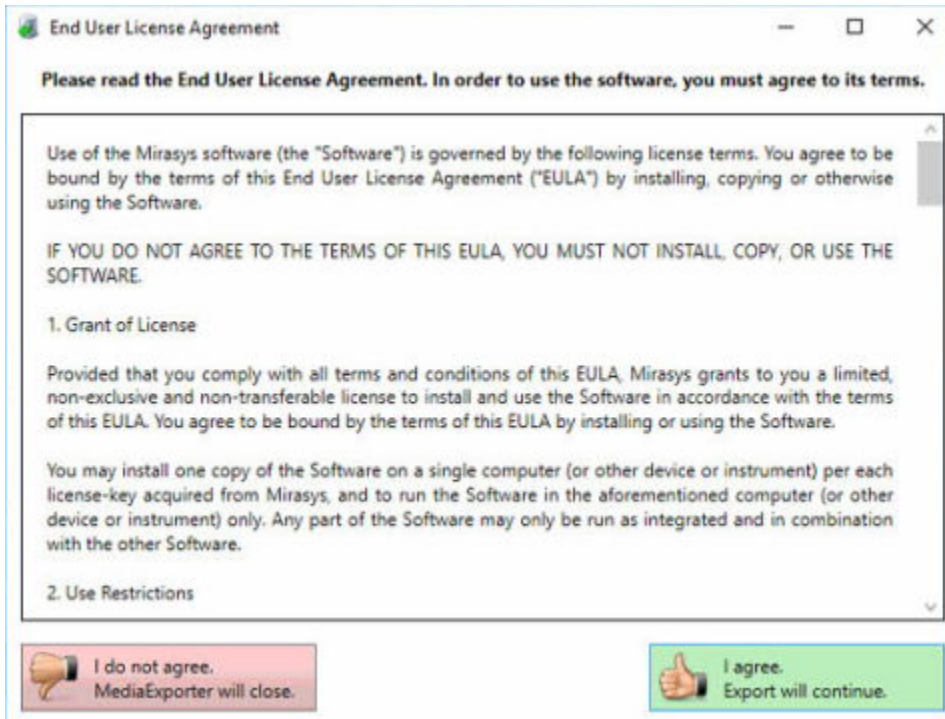 End User License Agreement
Please read the End User License Agreement. In order to use the software, you must agree to its terms.
Use of the Mirasys software (the "Software") is governed by the following license terms. You agree to be
bound by the terms of this End User License Agreement ("EULA") by installing, copying or otherwise
using the Software.
IF YOU DO NOT AGREE TO THE TERMS OF THIS EULA, YOU MUST NOT INSTALL, COPY, OR USE THE
SOFTWARE.
1. Grant of License
Provided that you comply with all terms and conditions of this EULA, Mirasys grants to you a limited,
non-exclusive and non-transferable license to install and use the Software in accordance with the terms
of this EULA. You agree to be bound by the terms of this EULA by installing or using the Software.
You may install one copy of the Software on a single computer (or other device or instrument) per each
license-key acquired from Mirasys, and to run the Software in the aforementioned computer (or other
device or instrument) only. Any part of the Software may only be run as integrated and in combination
with the other Software.
2. Use Restrictions
I do not agree.
MediaExporter will close.
I agree.
Export will continue.